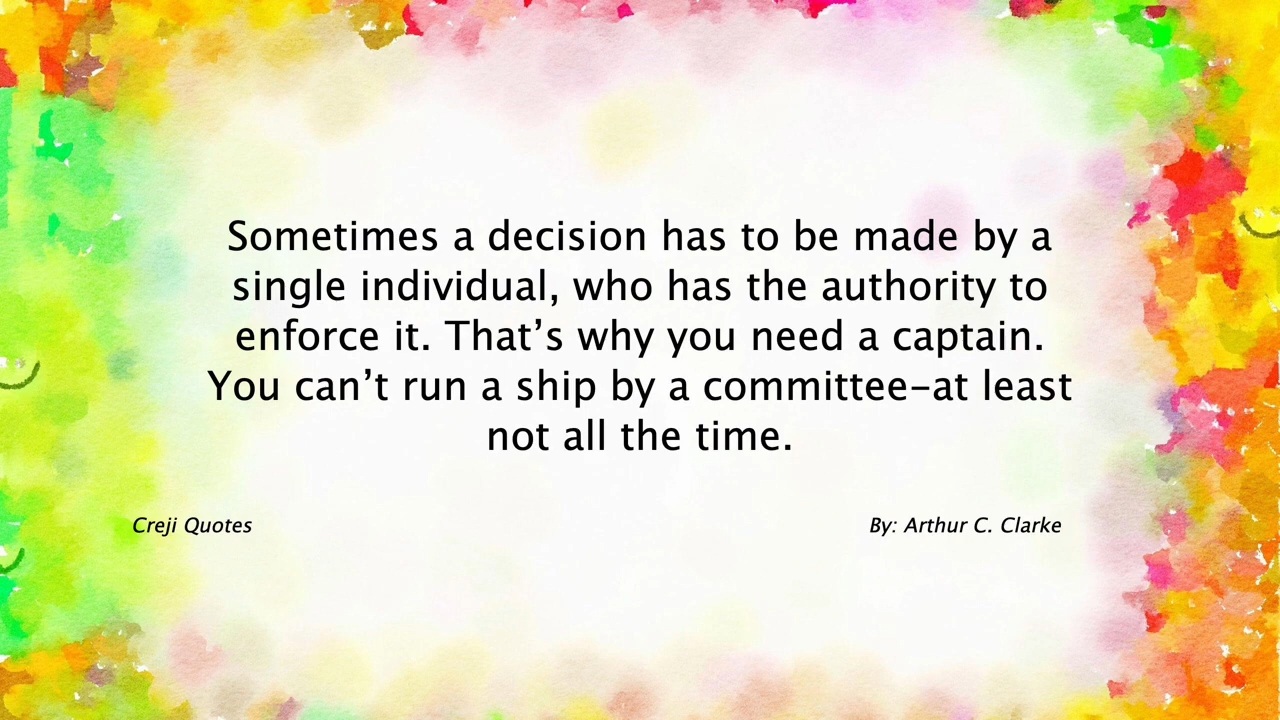 Sometimes a decision has to be made by a
single individual, who has the authority to
enforce it. That’s why you need a captain.
You can’t run a ship by a committee–at least
not all the time.
Creji Quotes
By: Arthur C. Clarke